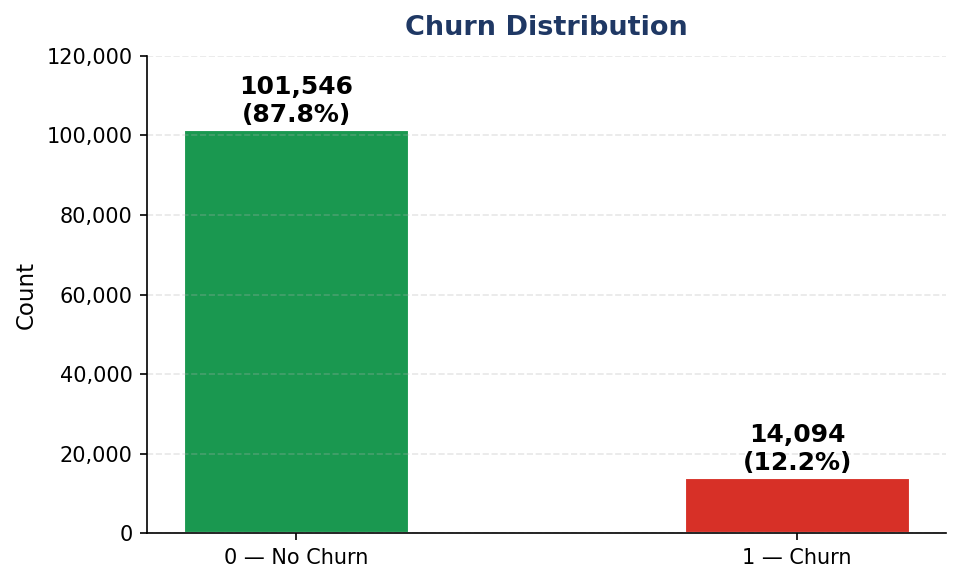 Churn Distribution
120,000
100,000
80,000
60,000
40,000
20,000
0
Count
101,546
(87.8%)
14,094
(12.2%)
0 — No Churn
1 — Churn